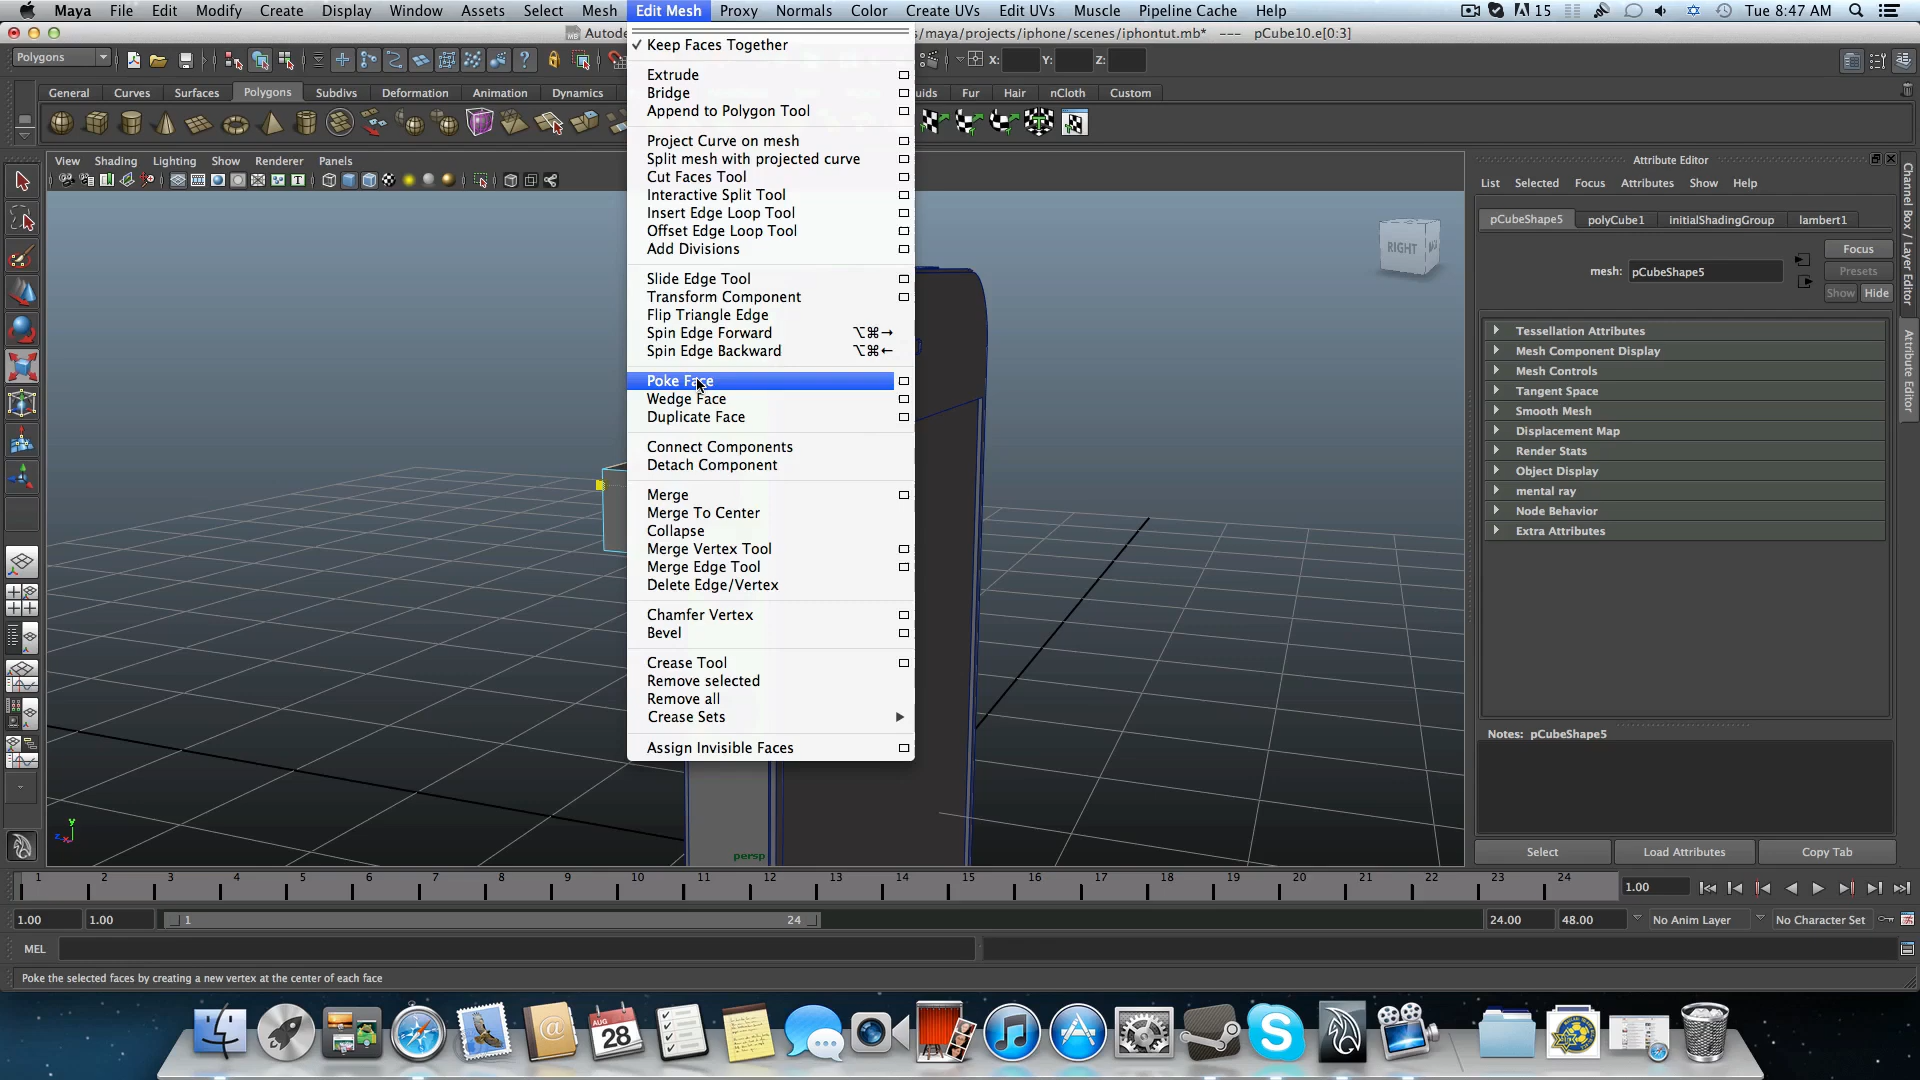 Maya File Edit Modify Create Display Window Assets Select Mesh Edit Mesh Proxy Normals Color Create UVs Edit UVs Muscle Pipeline Cache Help 15 Tue 8:47 AM
Autode s/maya/projects/iphone/scenes/iphontut.mb* --- pCube10.e[0:3]
Polygons X: Y: Z:
General Curves Surfaces Polygons Subdivs Deformation Animation Dynamics uids Fur Hair nCloth Custom
View Shading Lighting Show Renderer Panels
Keep Faces Together
Extrude
Bridge
Append to Polygon Tool
Project Curve on mesh
Split mesh with projected curve
Cut Faces Tool
Interactive Split Tool
Insert Edge Loop Tool
Offset Edge Loop Tool
Add Divisions
Slide Edge Tool
Transform Component
Flip Triangle Edge
Spin Edge Forward ⌥⌘→
Spin Edge Backward ⌥⌘←
Poke Face
Wedge Face
Duplicate Face
Connect Components
Detach Component
Merge
Merge To Center
Collapse
Merge Vertex Tool
Merge Edge Tool
Delete Edge/Vertex
Chamfer Vertex
Bevel
Crease Tool
Remove selected
Remove all
Crease Sets
Assign Invisible Faces
RIGHT
y
z x
persp
Attribute Editor
List Selected Focus Attributes Show Help
pCubeShape5 polyCube1 initialShadingGroup lambert1
Focus
mesh: pCubeShape5 Presets
Show Hide
Tessellation Attributes
Mesh Component Display
Mesh Controls
Tangent Space
Smooth Mesh
Displacement Map
Render Stats
Object Display
mental ray
Node Behavior
Extra Attributes
Notes: pCubeShape5
Select Load Attributes Copy Tab
Channel Box / Layer Editor
Attribute Editor
1 2 3 4 5 6 7 8 9 10 11 12 13 14 15 16 17 18 19 20 21 22 23 24 1.00
1.00 1.00 1 24 24.00 48.00 No Anim Layer No Character Set
MEL
Poke the selected faces by creating a new vertex at the center of each face
AUG 28